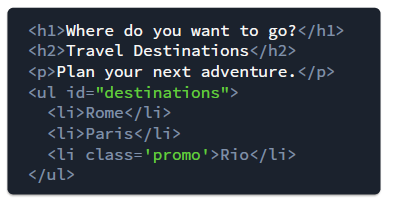 <h1>Where do you want to go?</h1>
<h2>Travel Destinations</h2>
<p>Plan your next adventure.</p>
<ul id="destinations">
  <li>Rome</li>
  <li>Paris</li>
  <li class='promo'>Rio</li>
</ul>